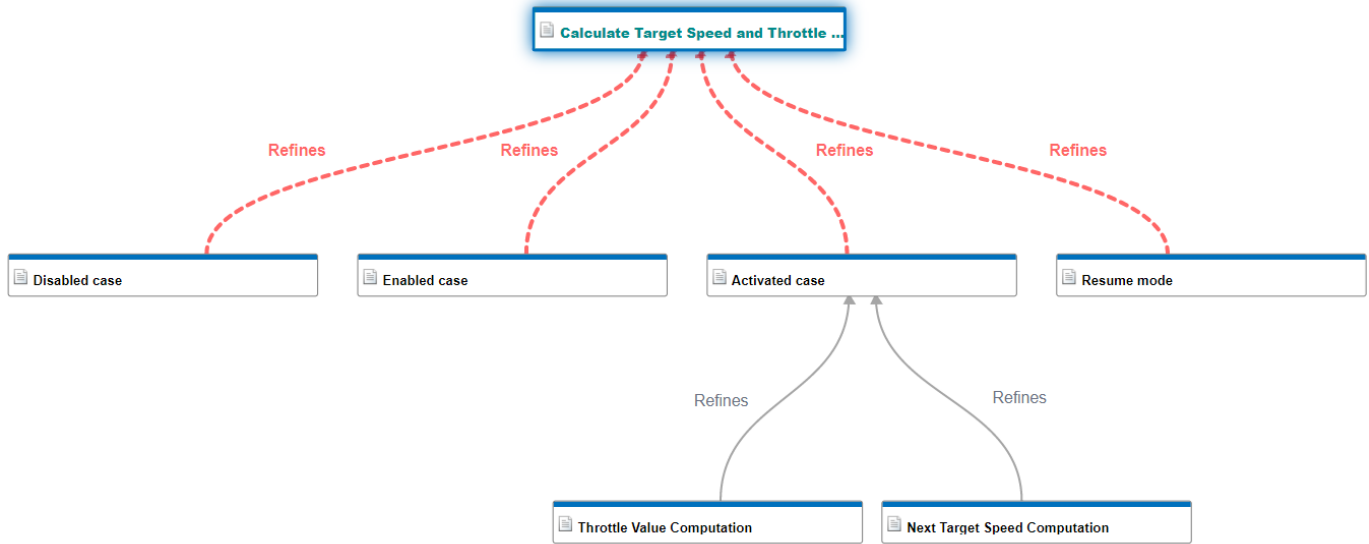 Calculate Target Speed and Throttle ...
Refines
Refines
Refines
Refines
Disabled case
Enabled case
Activated case
Resume mode
Refines
Refines
Throttle Value Computation
Next Target Speed Computation